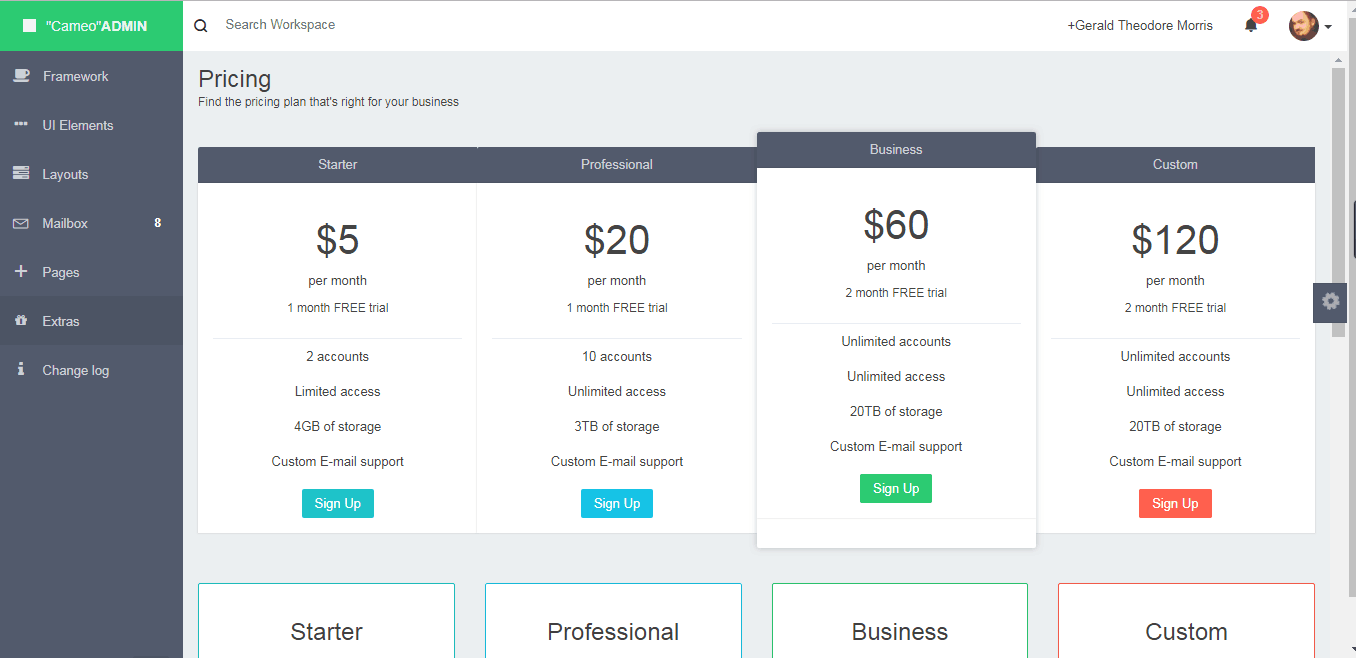 "Cameo"ADMIN
Search Workspace
+Gerald Theodore Morris
3
Framework
UI Elements
Layouts
Mailbox 8
Pages
Extras
Change log
Pricing
Find the pricing plan that's right for your business
Starter
$5
per month
1 month FREE trial
2 accounts
Limited access
4GB of storage
Custom E-mail support
Sign Up
Professional
$20
per month
1 month FREE trial
10 accounts
Unlimited access
3TB of storage
Custom E-mail support
Sign Up
Business
$60
per month
2 month FREE trial
Unlimited accounts
Unlimited access
20TB of storage
Custom E-mail support
Sign Up
Custom
$120
per month
2 month FREE trial
Unlimited accounts
Unlimited access
20TB of storage
Custom E-mail support
Sign Up
Starter
Professional
Business
Custom